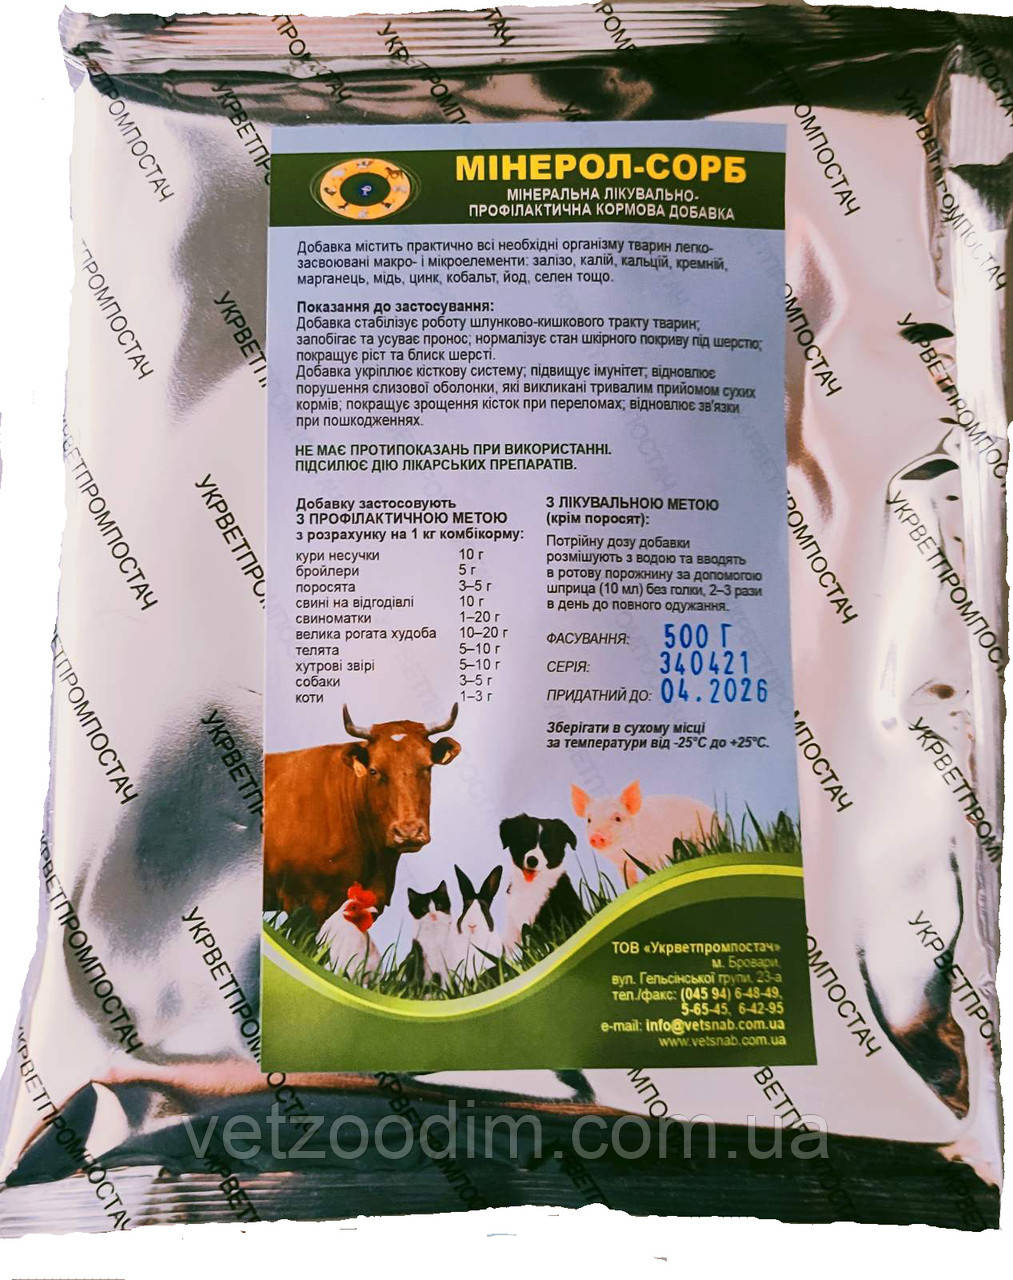 МІНЕРОЛ-СОРБ
МІНЕРАЛЬНА ЛІКУВАЛЬНО-
ПРОФІЛАКТИЧНА КОРМОВА ДОБАВКА
Добавка містить практично всі необхідні організму тварин легко-
засвоювані макро- і мікроелементи: залізо, калій, кальцій, кремній,
марганець, мідь, цинк, кобальт, йод, селен тощо.
Показання до застосування:
Добавка стабілізує роботу шлунково-кишкового тракту тварин;
запобігає та усуває пронос; нормалізує стан шкірного покриву під шерстю;
покращує ріст та блиск шерсті.
Добавка укріплює кісткову систему; підвищує імунітет; відновлює
порушення слизової оболонки, які викликані тривалим прийомом сухих
кормів; покращує зрощення кісток при переломах; відновлює зв'язки
при пошкодженнях.
НЕ МАЄ ПРОТИПОКАЗАНЬ ПРИ ВИКОРИСТАННІ.
ПІДСИЛЮЄ ДІЮ ЛІКАРСЬКИХ ПРЕПАРАТІВ.
Добавку застосовують
З ПРОФІЛАКТИЧНОЮ МЕТОЮ
з розрахунку на 1 кг комбікорму:
кури несучки 10 г
бройлери 5 г
поросята 3–5 г
свині на відгодівлі 10 г
свиноматки 1–20 г
велика рогата худоба 10–20 г
телята 5–10 г
хутрові звірі 5–10 г
собаки 3–5 г
коти 1–3 г
З ЛІКУВАЛЬНОЮ МЕТОЮ
(крім поросят):
Потрійну дозу добавки
розмішують з водою та вводять
в ротову порожнину за допомогою
шприца (10 мл) без голки, 2–3 рази
в день до повного одужання.
ФАСУВАННЯ: 500 Г
СЕРІЯ: 340421
ПРИДАТНИЙ ДО: 04.2026
Зберігати в сухому місці
за температури від -25°С до +25°С.
ТОВ «Укрветпромпостач»
м. Бровари,
вул. Гельсінської групи, 23-а
тел./факс: (045 94) 6-48-49,
5-65-45, 6-42-95
e-mail: info@vetsnab.com.ua
www.vetsnab.com.ua
УКРВЕТПРОМПОСТАЧ
vetzoodim.com.ua